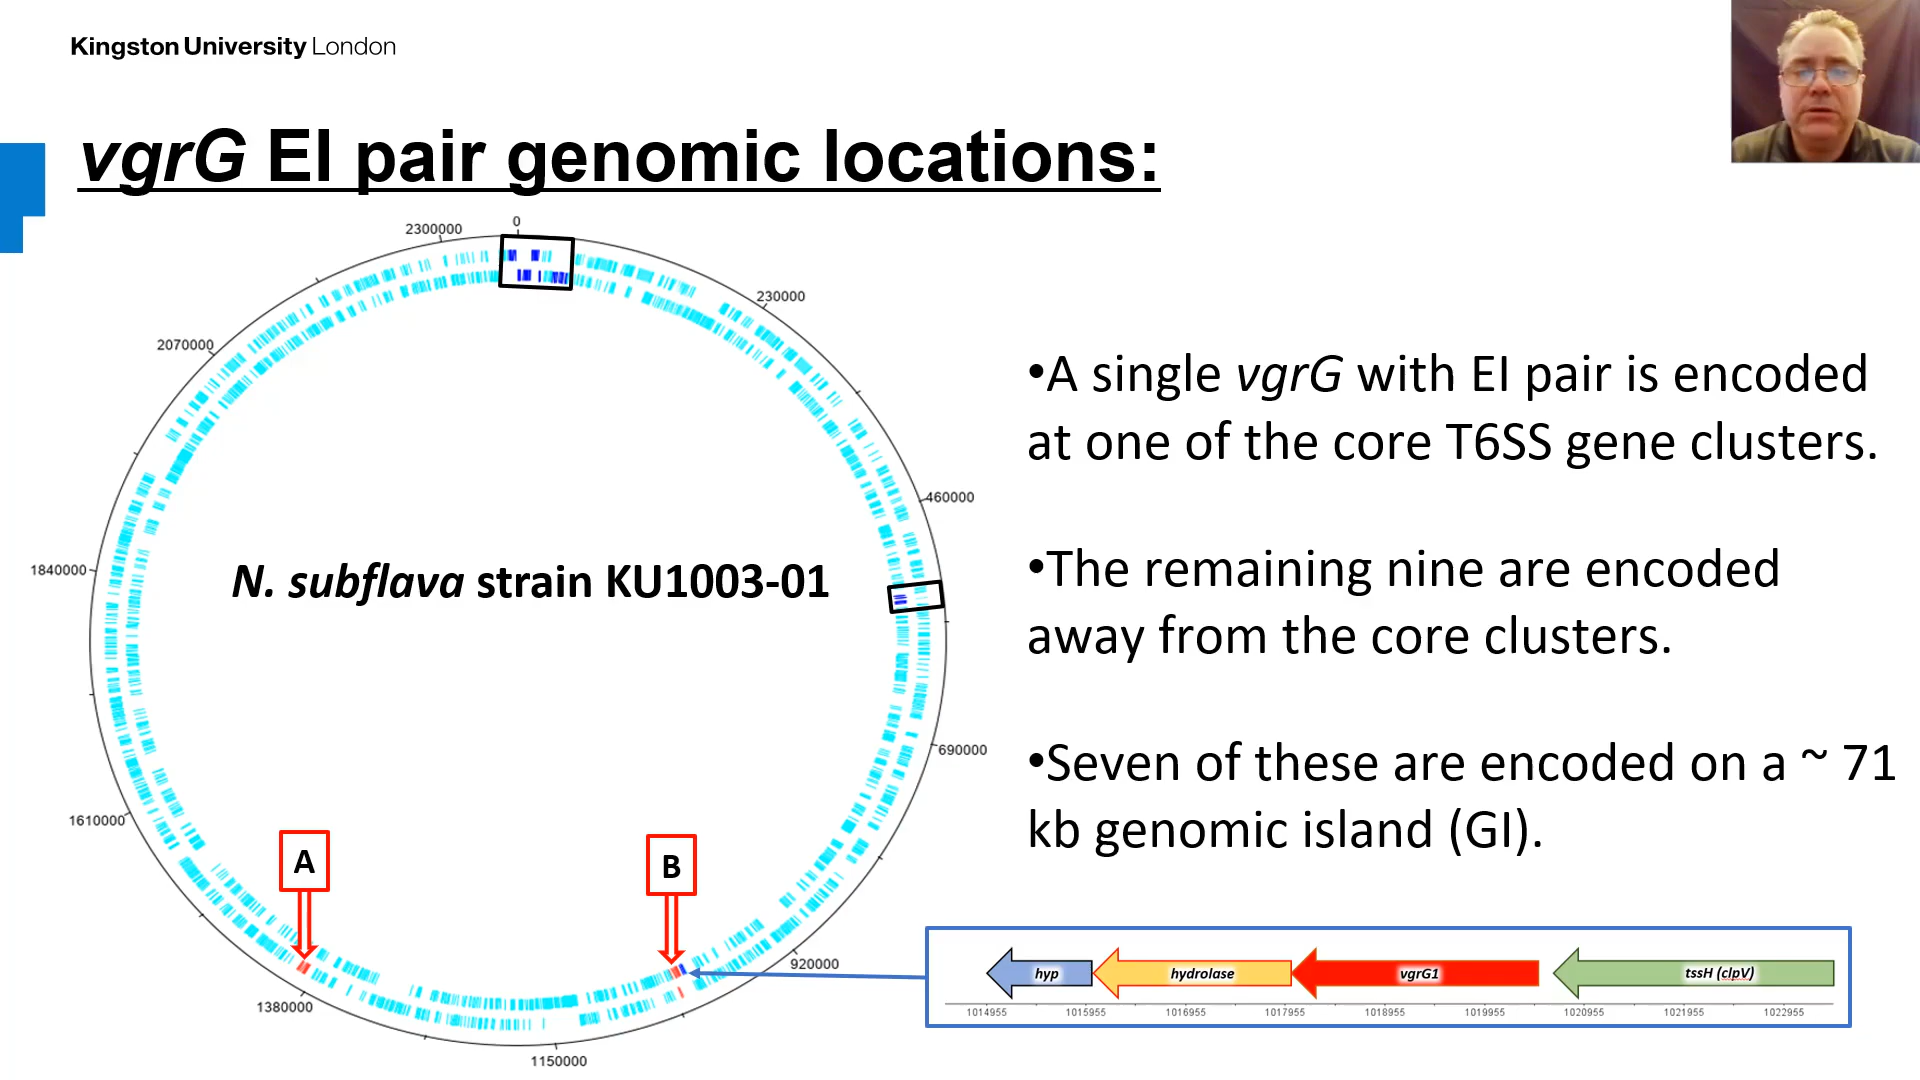 Kingston University London
vgrG EI pair genomic locations:
0
2300000
230000
2070000
460000
1840000
N. subflava strain KU1003-01
690000
1610000
A
B
920000
1380000
1150000
•A single vgrG with EI pair is encoded
at one of the core T6SS gene clusters.
•The remaining nine are encoded
away from the core clusters.
•Seven of these are encoded on a ~ 71
kb genomic island (GI).
hyp hydrolase vgrG1 tssH (clpV)
1014955 1015955 1016955 1017955 1018955 1019955 1020955 1021955 1022955